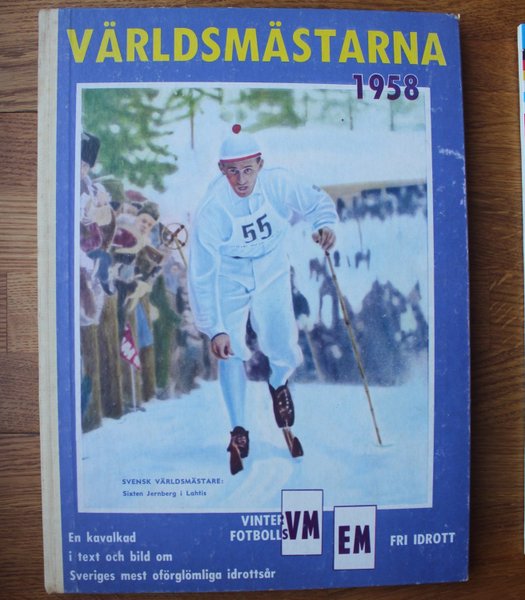 VÄRLDSMÄSTARNA
1958
55
SVENSK VÄRLDSMÄSTARE:
Sixten Jernberg i Lahtis
VINTER
FOTBOLLS VM
EM FRI IDROTT
En kavalkad
i text och bild om
Sveriges mest oförglömliga idrottsår